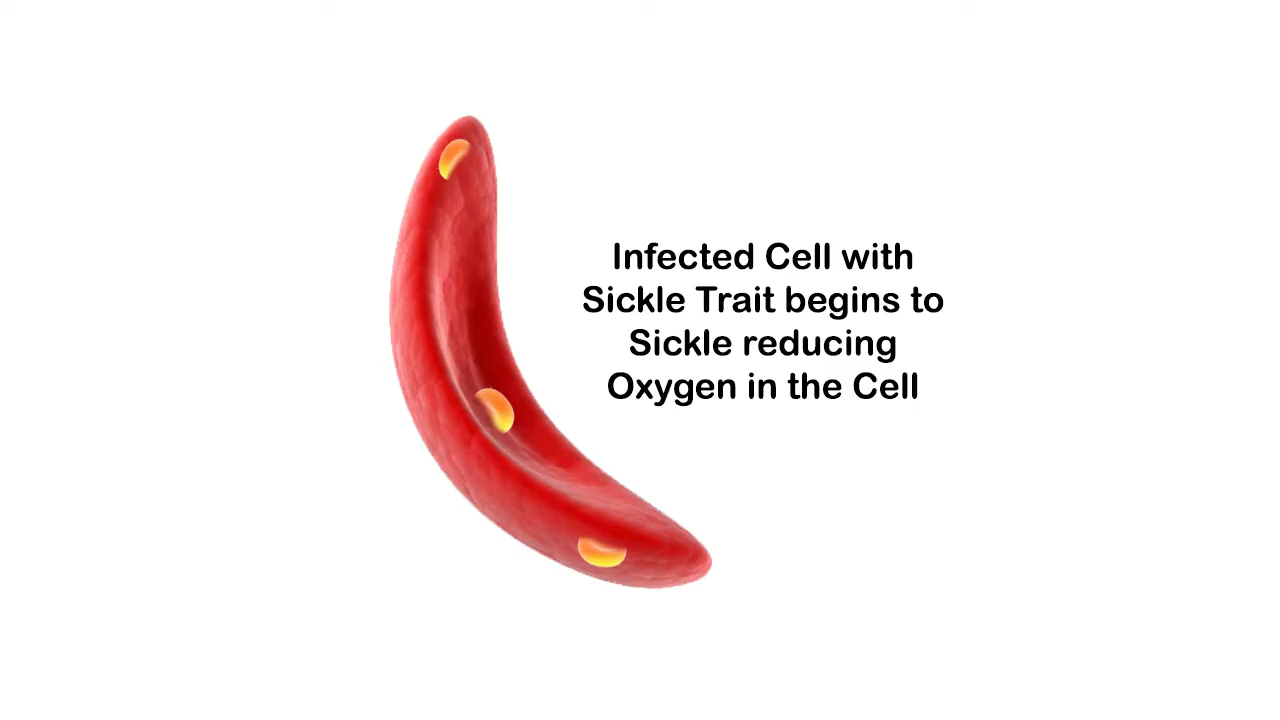 Infected Cell with
Sickle Trait begins to
Sickle reducing
Oxygen in the Cell